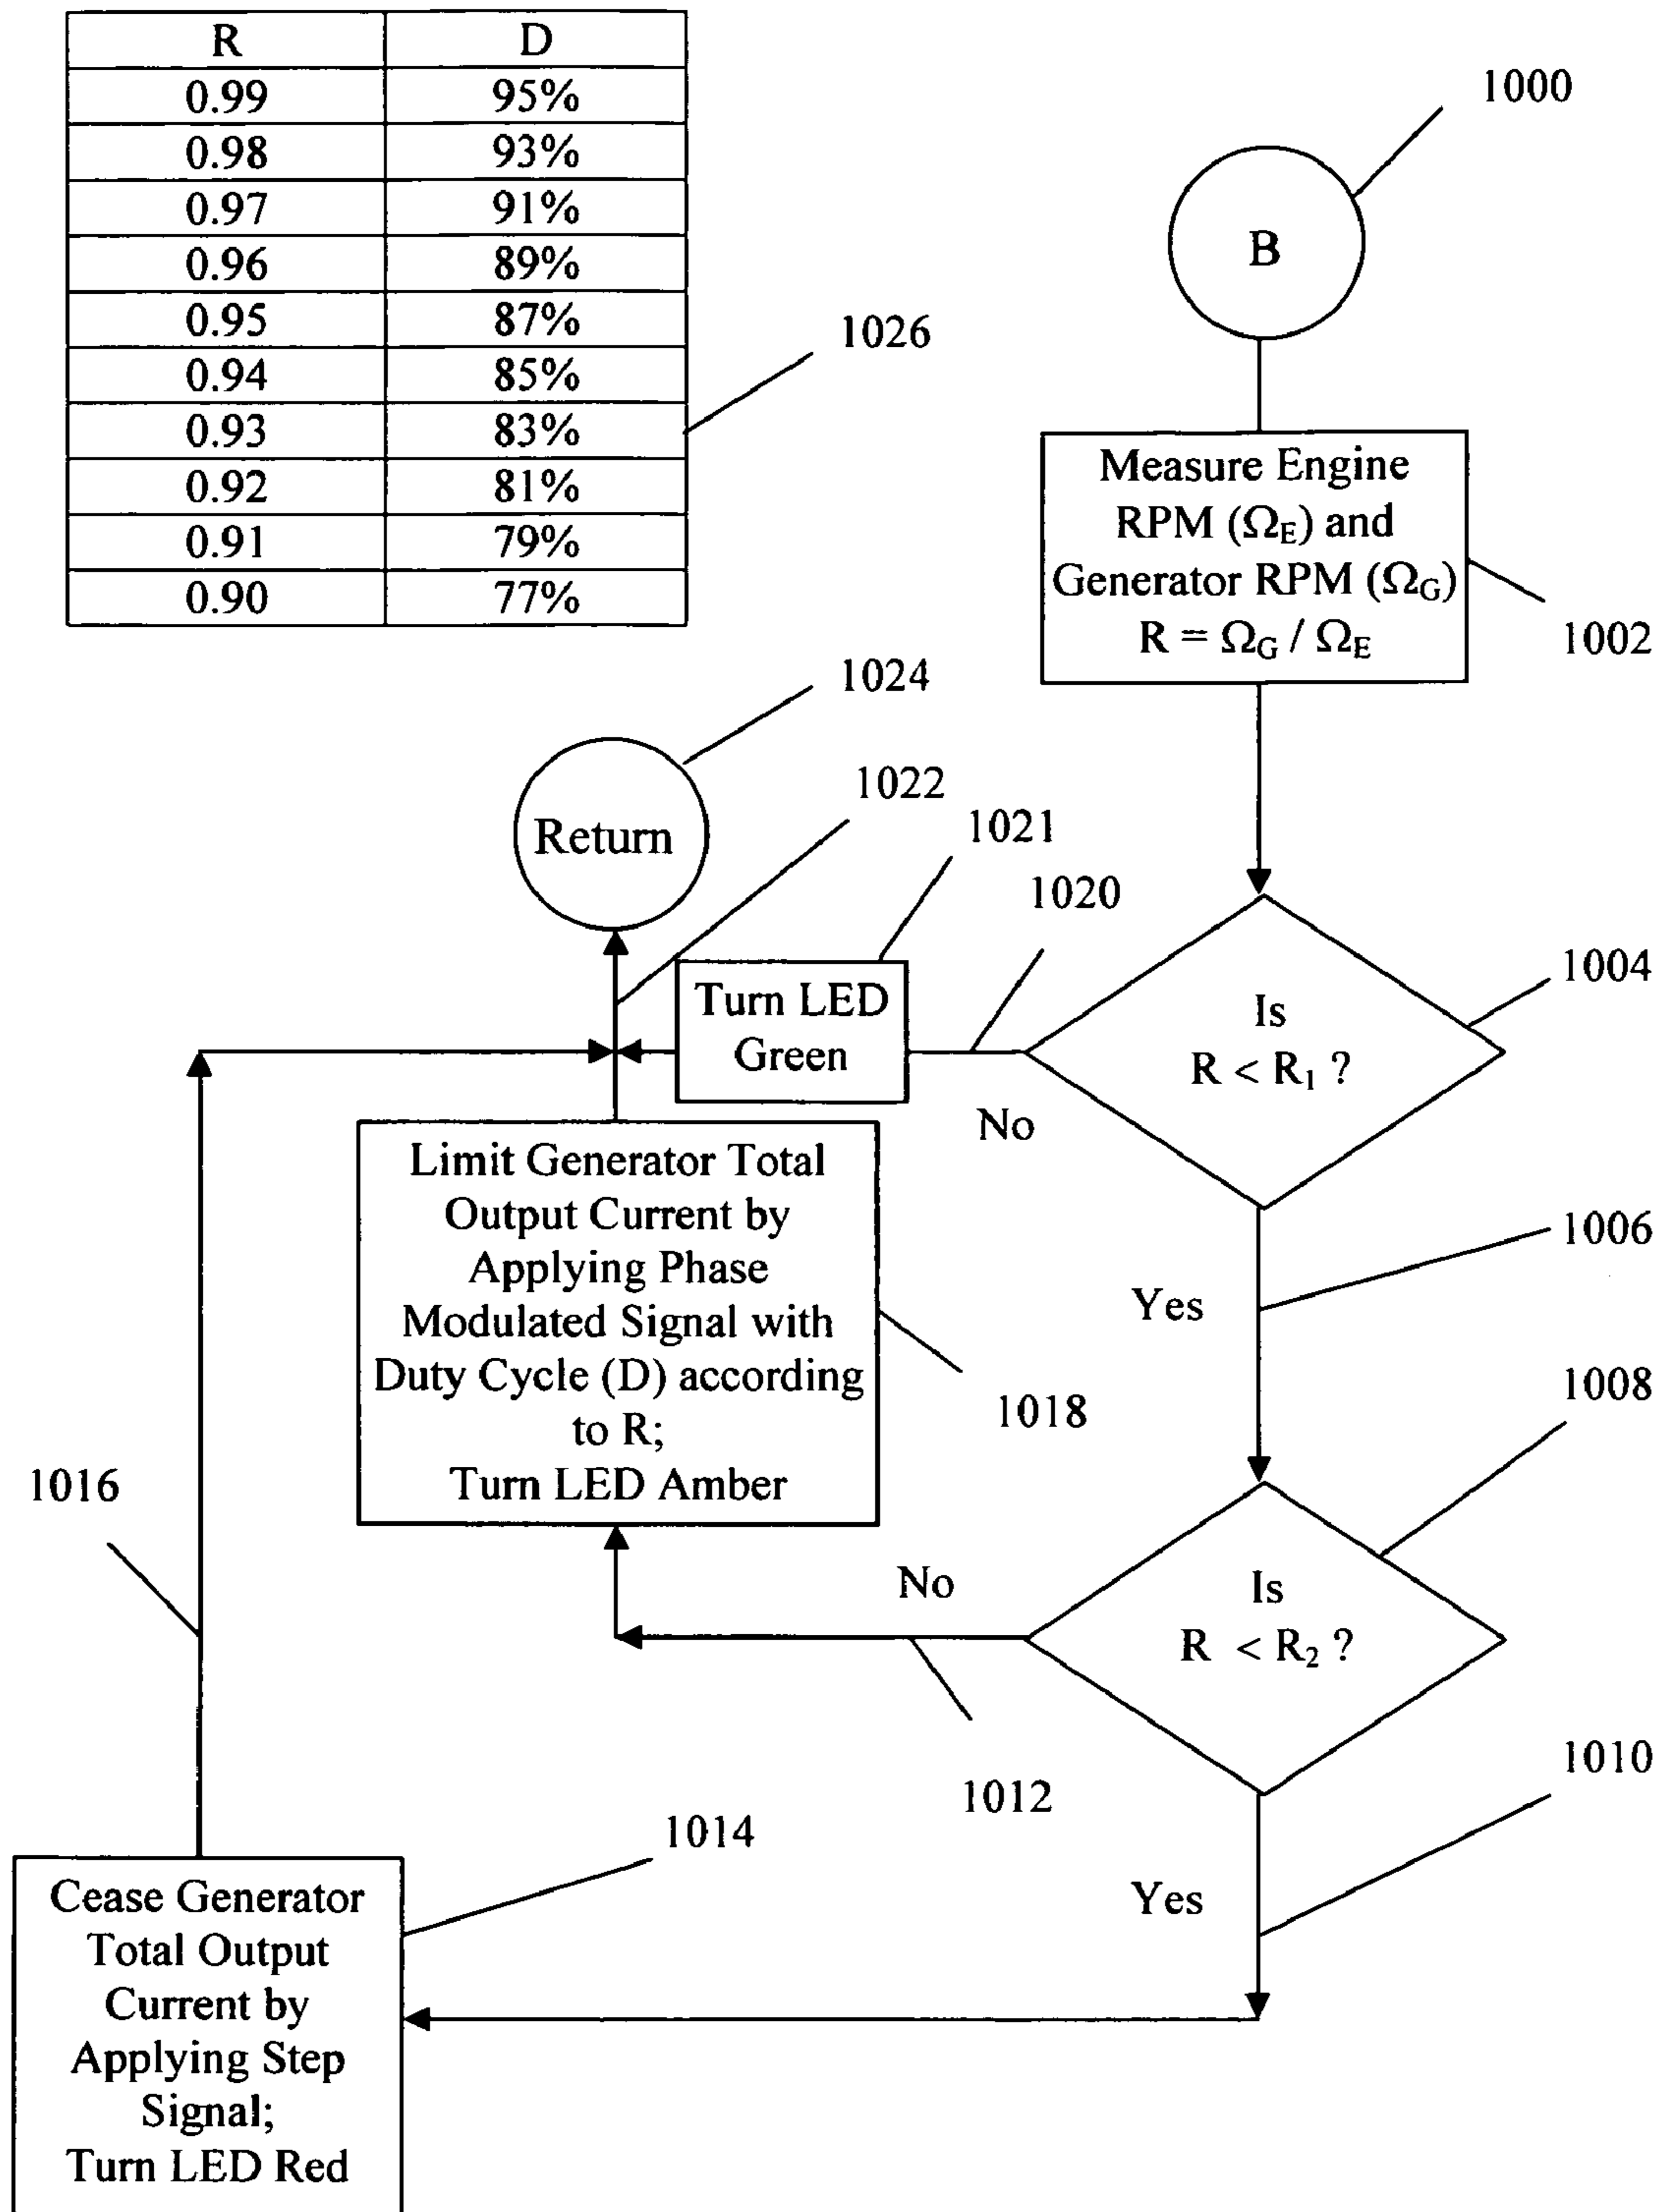 R D
0.99 95%
0.98 93%
0.97 91%
0.96 89%
0.95 87%
0.94 85%
0.93 83%
0.92 81%
0.91 79%
0.90 77%
1026
1000
B
Measure Engine
RPM (Ω_E) and
Generator RPM (Ω_G)
R = Ω_G / Ω_E
1002
1024
Return
1022
1021
1020
Turn LED
Green
Is
R < R₁ ?
1004
No
Yes
1006
Limit Generator Total
Output Current by
Applying Phase
Modulated Signal with
Duty Cycle (D) according
to R;
Turn LED Amber
1018
1008
1016
No
Is
R < R₂ ?
1012
1010
Yes
1014
Cease Generator
Total Output
Current by
Applying Step
Signal;
Turn LED Red